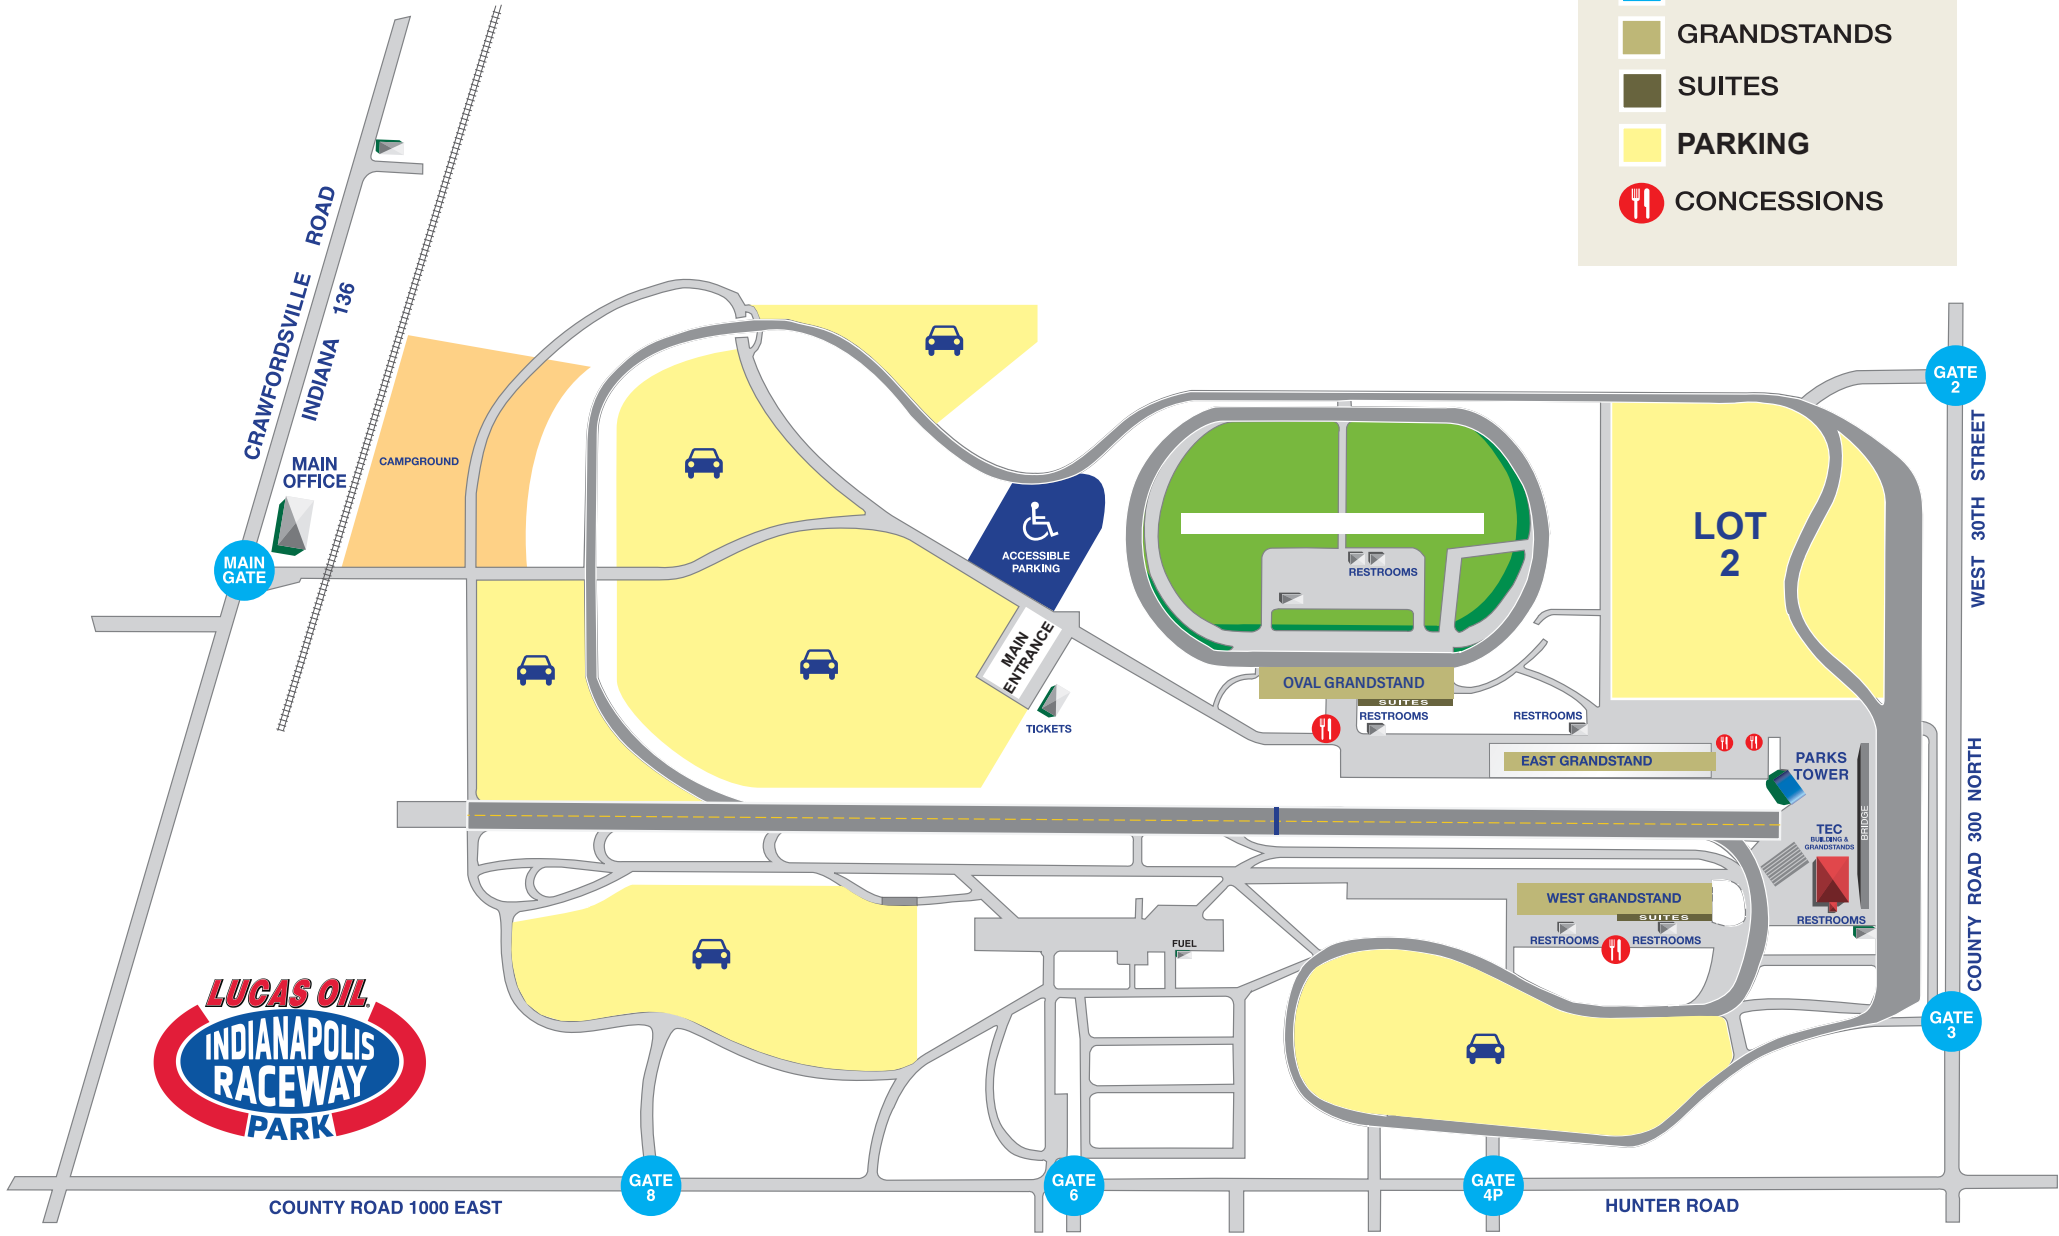 GRANDSTANDS
SUITES
PARKING
CONCESSIONS
CRAWFORDSVILLE ROAD
INDIANA 136
MAIN
OFFICE
CAMPGROUND
MAIN
GATE
ACCESSIBLE
PARKING
MAIN
ENTRANCE
TICKETS
RESTROOMS
OVAL GRANDSTAND
SUITES
RESTROOMS
RESTROOMS
EAST GRANDSTAND
LOT
2
GATE
2
WEST 30TH STREET
COUNTY ROAD 300 NORTH
PARKS
TOWER
BRIDGE
TEC
BUILDING &
GRANDSTANDS
RESTROOMS
WEST GRANDSTAND
SUITES
RESTROOMS
RESTROOMS
FUEL
GATE
3
LUCAS OIL
INDIANAPOLIS
RACEWAY
PARK
GATE
8
GATE
6
GATE
4P
COUNTY ROAD 1000 EAST
HUNTER ROAD